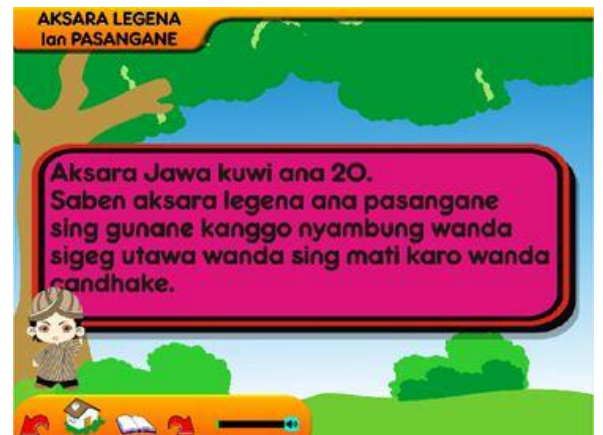 AKSARA LEGENA
lan PASANGANE
Aksara Jawa kuwi ana 20.
Saben aksara legena ana pasangane
sing gunane kanggo nyambung wanda
sigeg utawa wanda sing mati karo wanda
candhake.